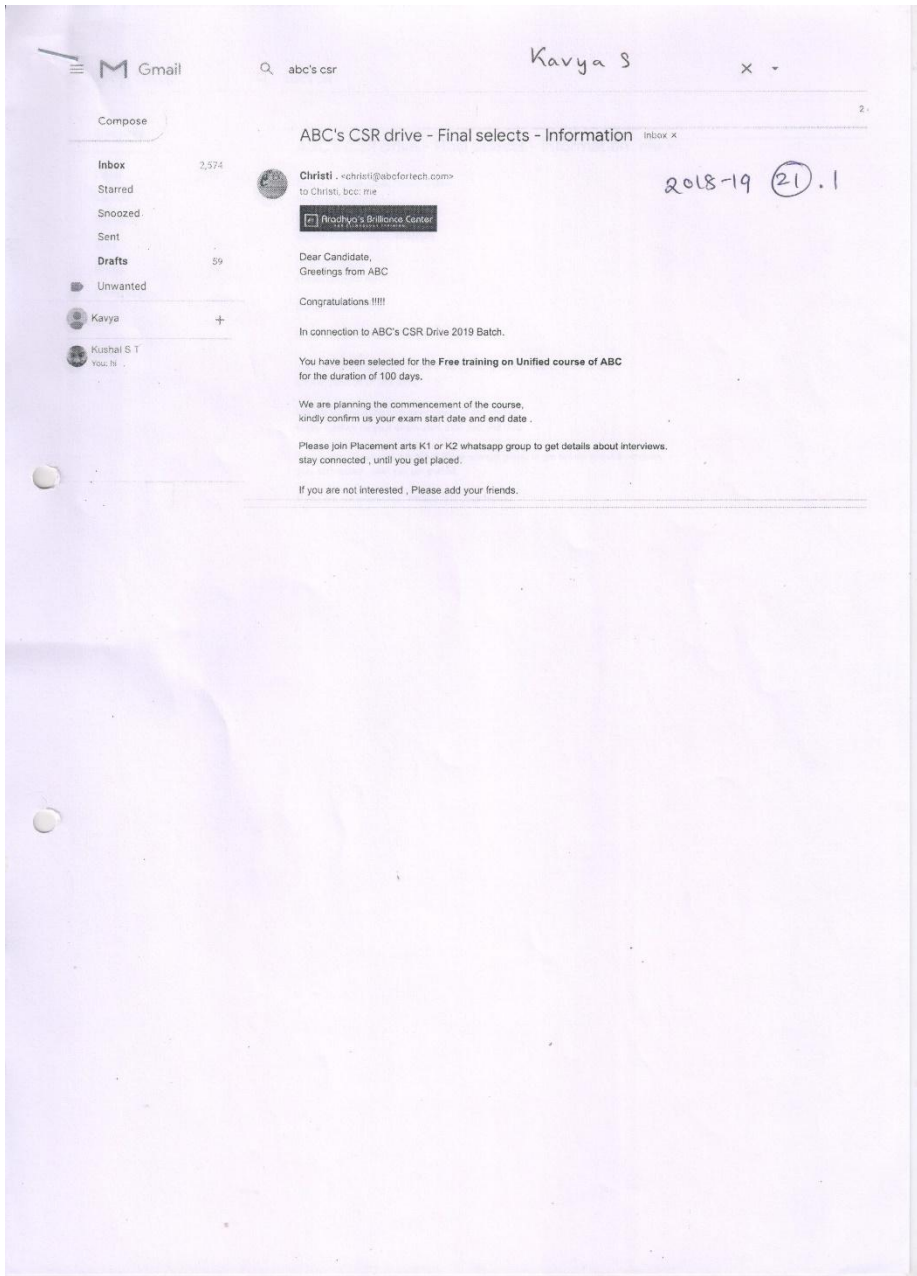 Kavya S
Gmail
abc's csr
2
Compose
ABC's CSR drive - Final selects - Information Inbox x
2018-19 21.1
Inbox 2,574
Starred
Snoozed
Sent
Drafts 59
Unwanted
Kavya +
Kushal S T
You: hi .
Christi . <christi@abcfortech.com>
to Christi, bcc: me
Aradhya's Brilliance Center
Dear Candidate,
Greetings from ABC
Congratulations !!!!!
In connection to ABC's CSR Drive 2019 Batch.
You have been selected for the Free training on Unified course of ABC
for the duration of 100 days.
We are planning the commencement of the course,
kindly confirm us your exam start date and end date .
Please join Placement arts K1 or K2 whatsapp group to get details about interviews.
stay connected , until you get placed.
If you are not interested , Please add your friends.